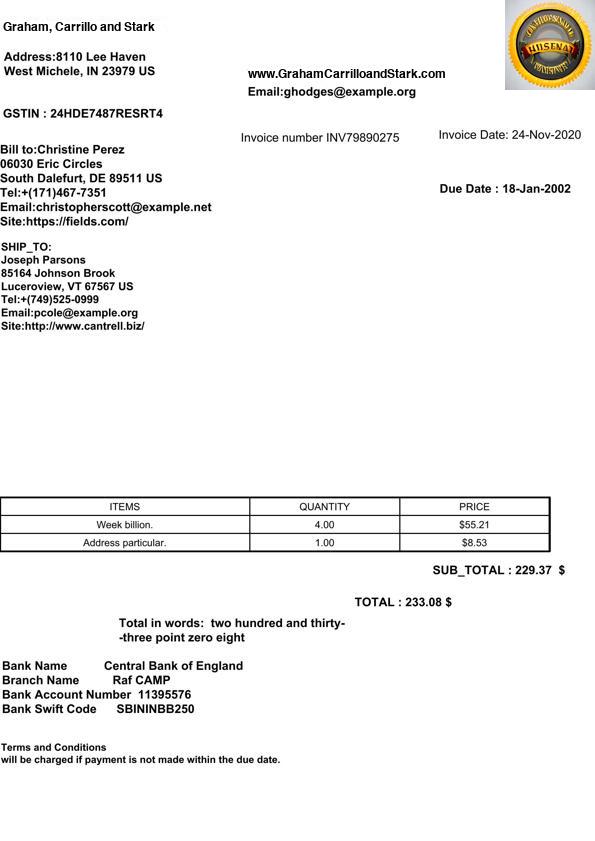 Graham, Carrillo and Stark
Address:8110 Lee Haven
West Michele, IN 23979 US
www.GrahamCarrilloandStark.com
Email:ghodges@example.org
HUSENAT
GSTIN : 24HDE7487RESRT4
Invoice number INV79890275
Invoice Date: 24-Nov-2020
Due Date : 18-Jan-2002
Bill to:Christine Perez
06030 Eric Circles
South Dalefurt, DE 89511 US
Tel:+(171)467-7351
Email:christopherscott@example.net
Site:https://fields.com/
SHIP_TO:
Joseph Parsons
85164 Johnson Brook
Luceroview, VT 67567 US
Tel:+(749)525-0999
Email:pcole@example.org
Site:http://www.cantrell.biz/
ITEMS QUANTITY PRICE
Week billion. 4.00 $55.21
Address particular. 1.00 $8.53
SUB_TOTAL : 229.37 $
TOTAL : 233.08 $
Total in words: two hundred and thirty-
-three point zero eight
Bank Name Central Bank of England
Branch Name Raf CAMP
Bank Account Number 11395576
Bank Swift Code SBININBB250
Terms and Conditions
will be charged if payment is not made within the due date.